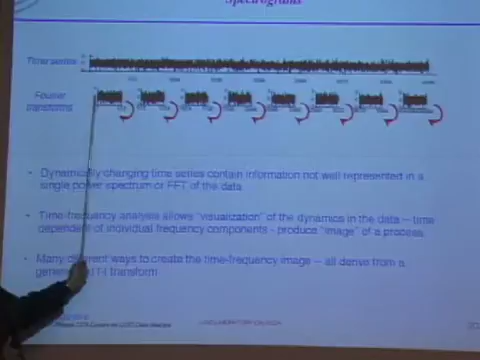 Spectrograms
Time series
Fourier
transforms
• Dynamically changing time series contain information not well represented in a
single power spectrum or FFT of the data
• Time-frequency analysis allows "visualization" of the dynamics in the data -- time
dependent of individual frequency components - produce "image" of a process
• Many different ways to create the time-frequency image -- all derive from a
transform